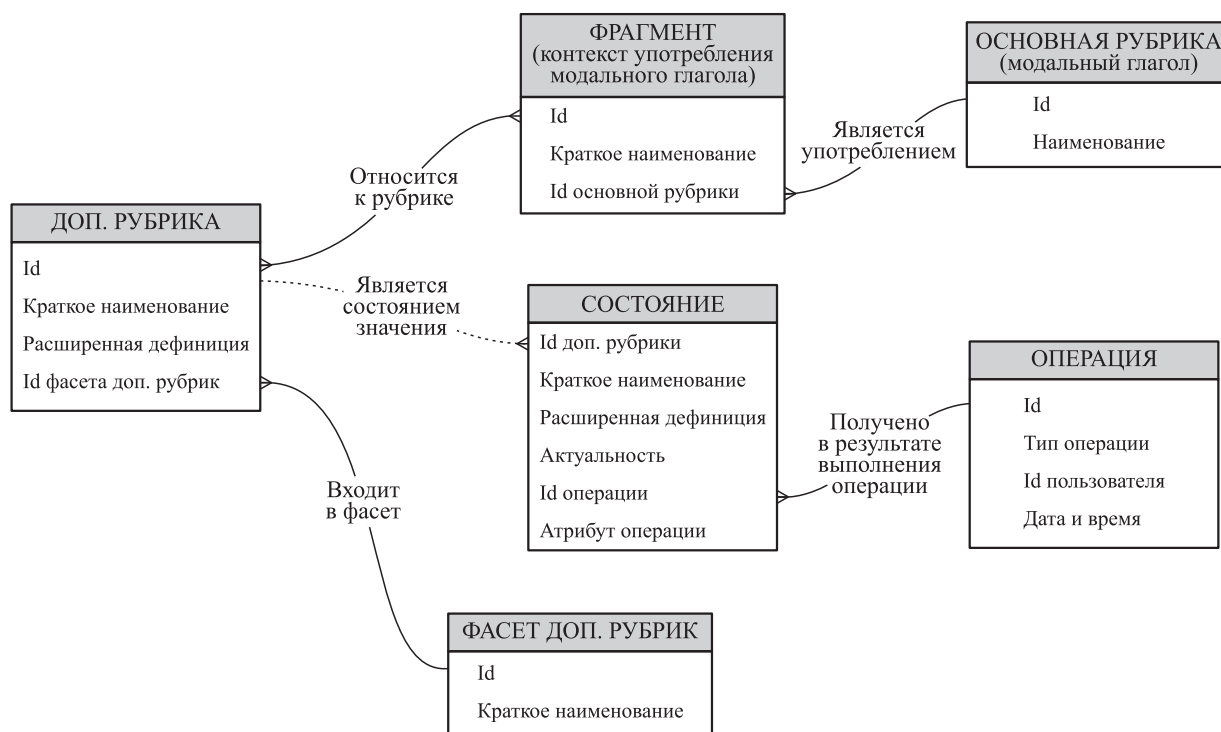 ФРАГМЕНТ
(контекст употребления
модального глагола)
Id
Краткое наименование
Id основной рубрики
ОСНОВНАЯ РУБРИКА
(модальный глагол)
Id
Наименование
Является
употреблением
Относится
к рубрике
ДОП. РУБРИКА
Id
Краткое наименование
Расширенная дефиниция
Id фасета доп. рубрик
Является
состоянием
значения
СОСТОЯНИЕ
Id доп. рубрики
Краткое наименование
Расширенная дефиниция
Актуальность
Id операции
Атрибут операции
Получено
в результате
выполнения
операции
ОПЕРАЦИЯ
Id
Тип операции
Id пользователя
Дата и время
Входит
в фасет
ФАСЕТ ДОП. РУБРИК
Id
Краткое наименование